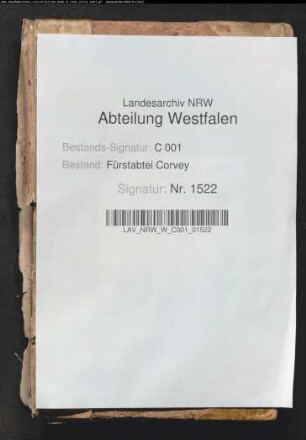 Landesarchiv NRW
Abteilung Westfalen
Bestands-Signatur: C 001
Bestand: Fürstabtei Corvey
Signatur: Nr. 1522
LAV_NRW_W_C001_01522